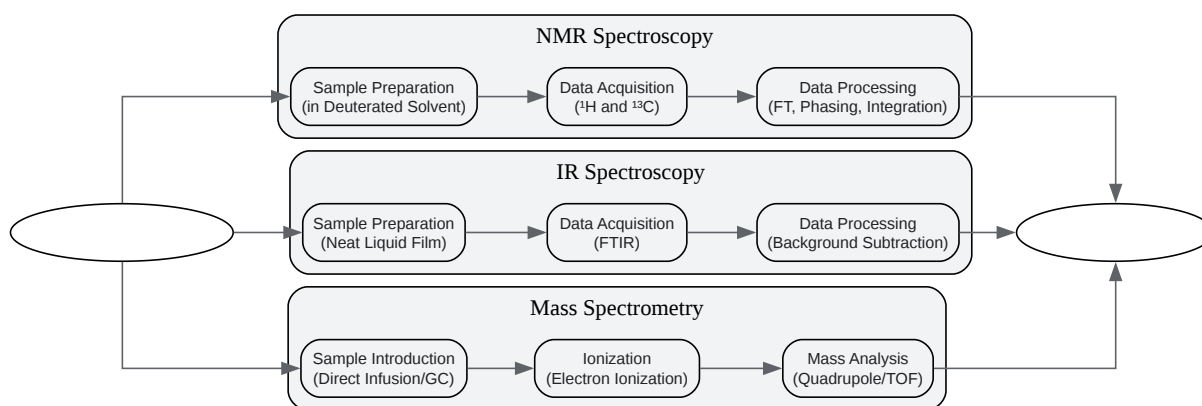 NMR Spectroscopy
Sample Preparation
(in Deuterated Solvent)
Data Acquisition
(¹H and ¹³C)
Data Processing
(FT, Phasing, Integration)
IR Spectroscopy
Sample Preparation
(Neat Liquid Film)
Data Acquisition
(FTIR)
Data Processing
(Background Subtraction)
Mass Spectrometry
Sample Introduction
(Direct Infusion/GC)
Ionization
(Electron Ionization)
Mass Analysis
(Quadrupole/TOF)